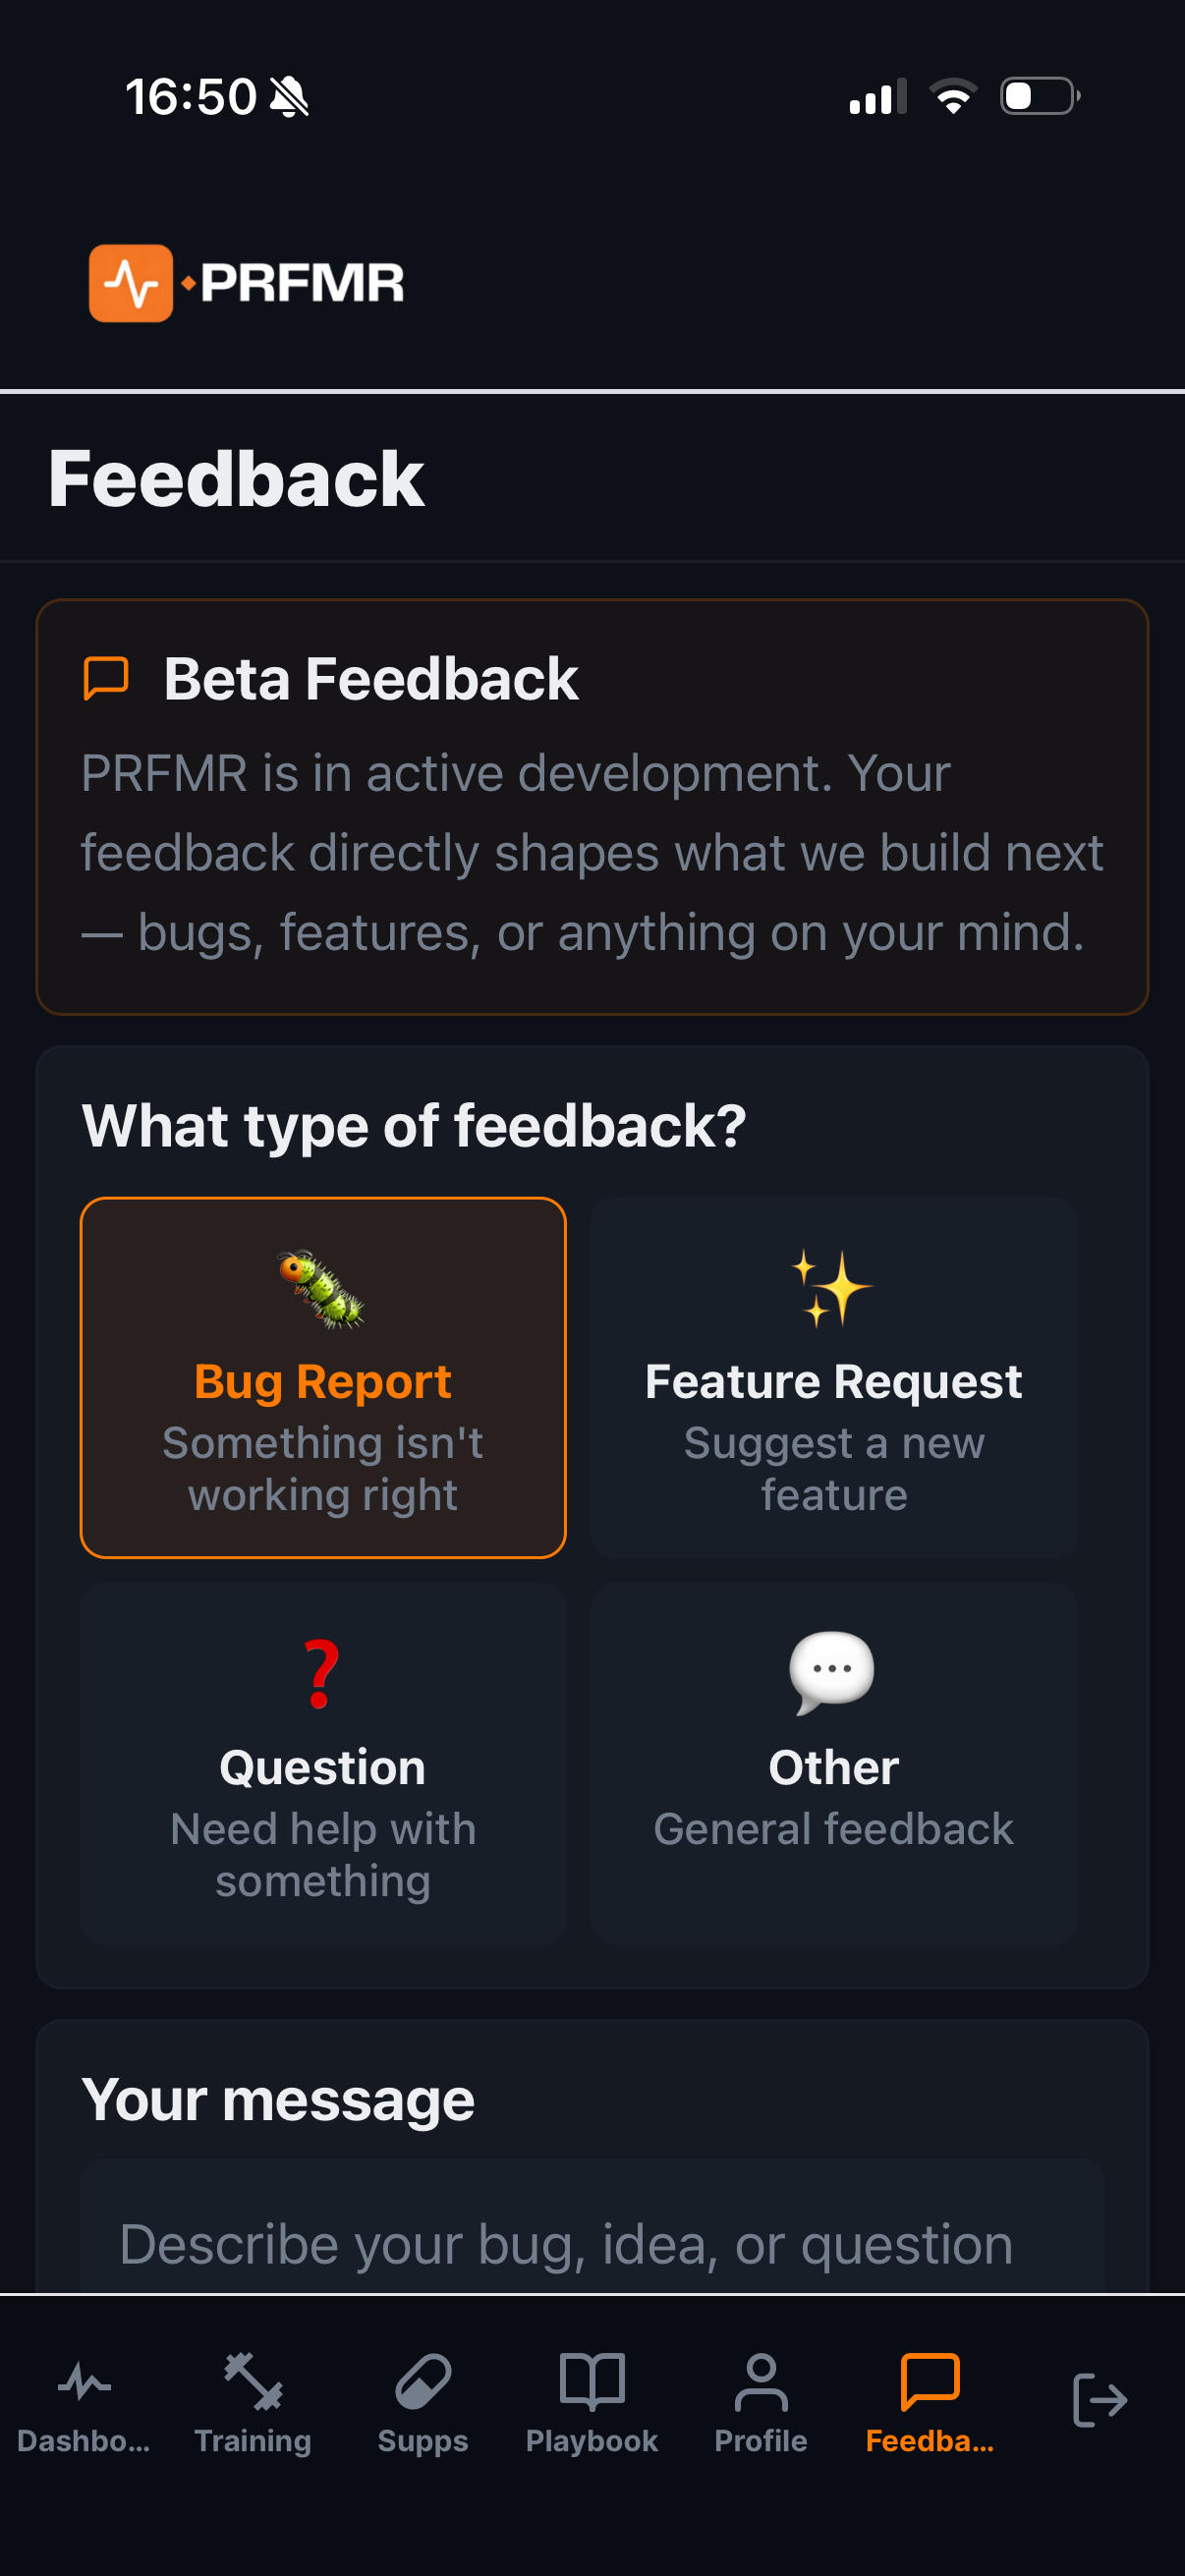 16:50
PRFMR
Feedback
Beta Feedback
PRFMR is in active development. Your
feedback directly shapes what we build next
— bugs, features, or anything on your mind.
What type of feedback?
Bug Report
Something isn't
working right
Feature Request
Suggest a new
feature
Question
Need help with
something
Other
General feedback
Your message
Describe your bug, idea, or question
Dashbo...
Training
Supps
Playbook
Profile
Feedba...